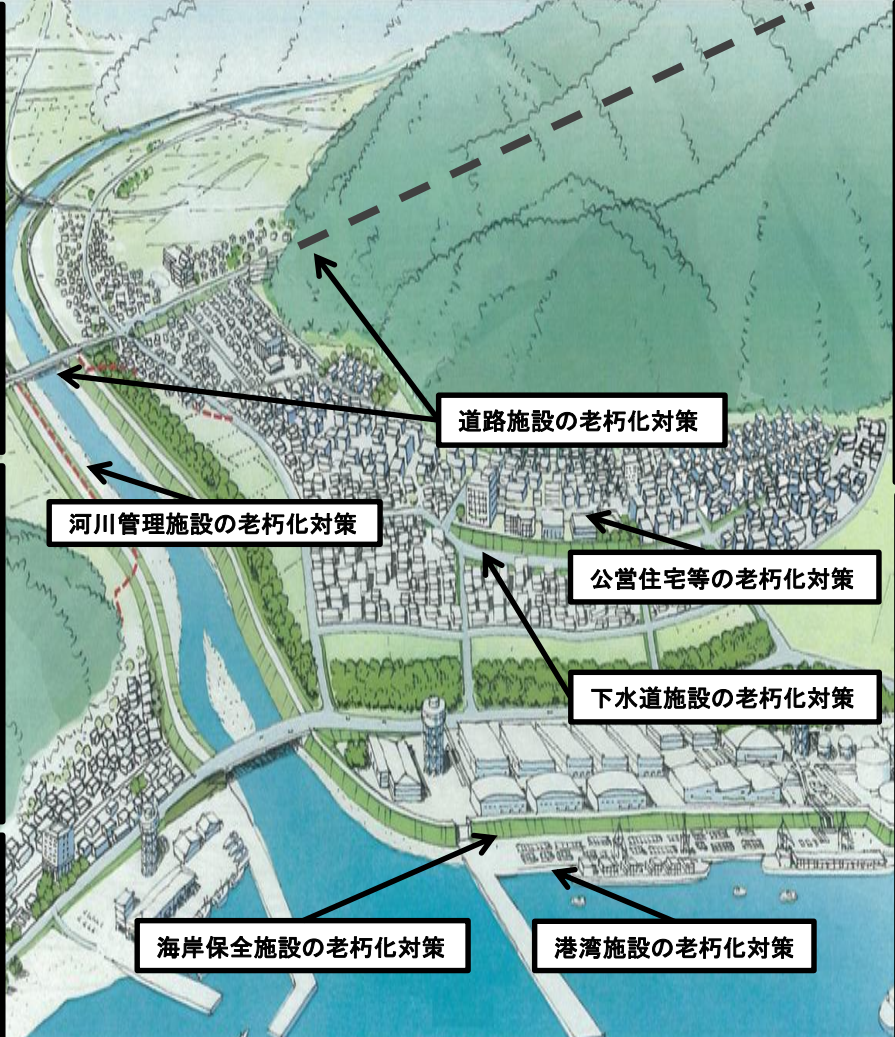 道路施設の老朽化対策
河川管理施設の老朽化対策
公営住宅等の老朽化対策
下水道施設の老朽化対策
海岸保全施設の老朽化対策
港湾施設の老朽化対策